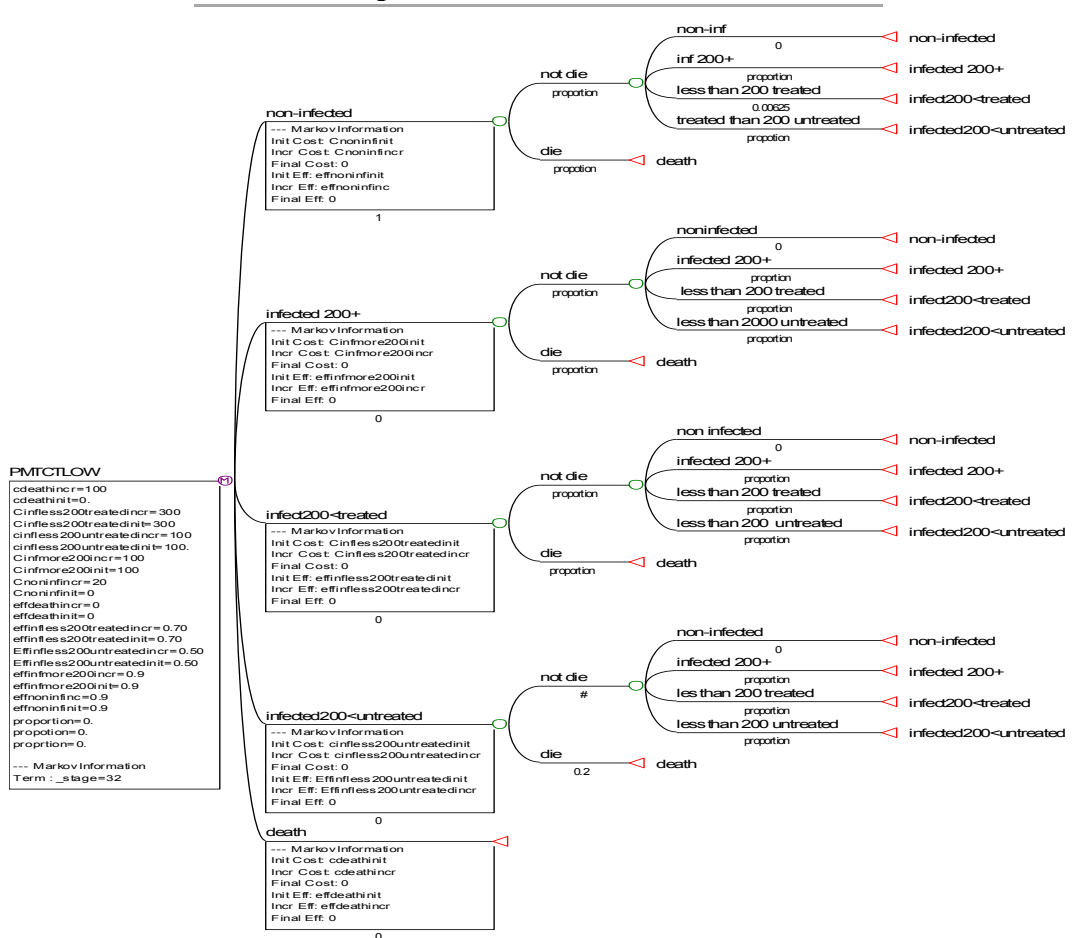 non-inf
0
non-infected
inf 200+
proportion
infected 200+
less than 200 treated
0.00625
infect200<treated
treated than 200 untreated
propotion
infected200<untreated
not die
proportion
die
propotion
death
non-infected
--- Markov Information
Init Cost: Cnoninfinit
Incr Cost: Cnoninfincr
Final Cost: 0
Init Eff: effnoninfinit
Incr Eff: effnoninfinc
Final Eff: 0
1
noninfected
0
non-infected
infected 200+
proprtion
infected 200+
less than 200 treated
proportion
infect200<treated
less than 2000 untreated
proportion
infected200<untreated
not die
proportion
die
proportion
death
infected 200+
--- Markov Information
Init Cost: Cinfmore200init
Incr Cost: Cinfmore200incr
Final Cost: 0
Init Eff: effinfmore200init
Incr Eff: effinfmore200incr
Final Eff: 0
0
non infected
0
non-infected
infected 200+
proportion
infected 200+
less than 200 treated
proportion
infect200<treated
less than 200 untreated
proportion
infected200<untreated
not die
proportion
die
proportion
death
infect200<treated
--- Markov Information
Init Cost: Cinfless200treatedinit
Incr Cost: Cinfless200treatedincr
Final Cost: 0
Init Eff: effinfless200treatedinit
Incr Eff: effinfless200treatedincr
Final Eff: 0
0
non-infected
0
non-infected
infected 200+
proportion
infected 200+
les than 200 treated
proportion
infect200<treated
less than 200 untreated
proportion
infected200<untreated
not die
#
die
0.2
death
infected200<untreated
--- Markov Information
Init Cost: cinfless200untreatedinit
Incr Cost: cinfless200untreatedincr
Final Cost: 0
Init Eff: Effinfless200untreatedinit
Incr Eff: Effinfless200untreatedincr
Final Eff: 0
0
death
--- Markov Information
Init Cost: cdeathinit
Incr Cost: cdeathincr
Final Cost: 0
Init Eff: effdeathinit
Incr Eff: effdeathincr
Final Eff: 0
0
PMTCTLOW
cdeathincr=100
cdeathinit=0.
Cinfless200treatedincr=300
Cinfless200treatedinit=300
cinfless200untreatedincr=100
cinfless200untreatedinit=100.
Cinfmore200incr=100
Cinfmore200init=100
Cnoninfincr=20
Cnoninfinit=0
effdeathincr=0
effdeathinit=0
effinfless200treatedincr=0.70
effinfless200treatedinit=0.70
Effinfless200untreatedincr=0.50
Effinfless200untreatedinit=0.50
effinfmore200incr=0.9
effinfmore200init=0.9
effnoninfinc=0.9
effnoninfinit=0.9
proportion=0.
propotion=0.
proprtion=0.
--- Markov Information
Term : _stage=32
M